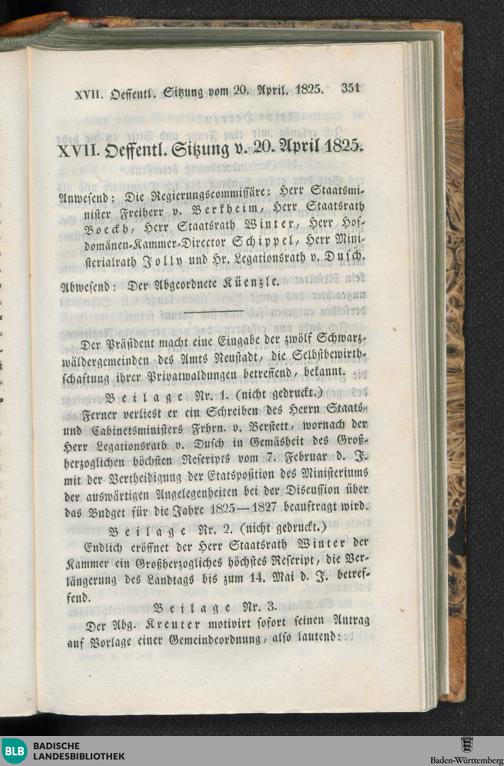 XVII. Oeffentl. Sitzung vom 20. April. 1825. 351
XVII. Oeffentl. Sitzung v. 20. April 1825.
Anwesend: Die Regierungscommissäre: Herr Staatsmi-
nister Freiherr v. Berkheim, Herr Staatsrath
Boeckh, Herr Staatsrath Winter, Herr Hof-
domänen-Kammer-Director Schippel, Herr Mini-
sterialrath Jolly und Hr. Legationsrath v. Dusch.
Abwesend: Der Abgeordnete Küenzle.
Der Präsident macht eine Eingabe der zwölf Schwarz-
wäldergemeinden des Amts Neustadt, die Selbstbewirth-
schaftung ihrer Privatwaldungen betreffend, bekannt.
Beilage Nr. 1. (nicht gedruckt.)
Ferner verliest er ein Schreiben des Herrn Staats-
und Cabinetsministers Frhrn. v. Berstett, wornach der
Herr Legationsrath v. Dusch in Gemäsheit des Groß-
herzoglichen höchsten Rescripts vom 7. Februar d. J.
mit der Vertheidigung der Etatsposition des Ministeriums
der auswärtigen Angelegenheiten bei der Discussion über
das Budget für die Jahre 1825—1827 beauftragt wird.
Beilage Nr. 2. (nicht gedruckt.)
Endlich eröffnet der Herr Staatsrath Winter der
Kammer ein Großherzogliches höchstes Rescript, die Ver-
längerung des Landtags bis zum 14. Mai d. J. betref-
fend.
Beilage Nr. 3.
Der Abg. Kreuter motivirt sofort seinen Antrag
auf Vorlage einer Gemeindeordnung, also lautend:
BLB BADISCHE
LANDESBIBLIOTHEK
Baden-Württemberg